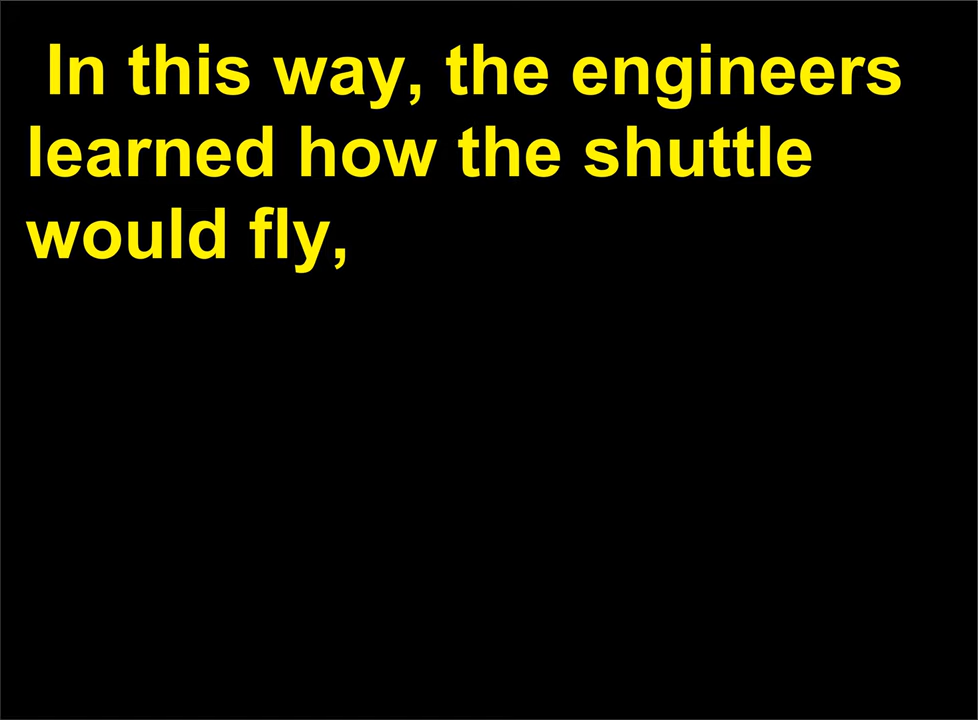 In this way, the engineers
learned how the shuttle
would fly,